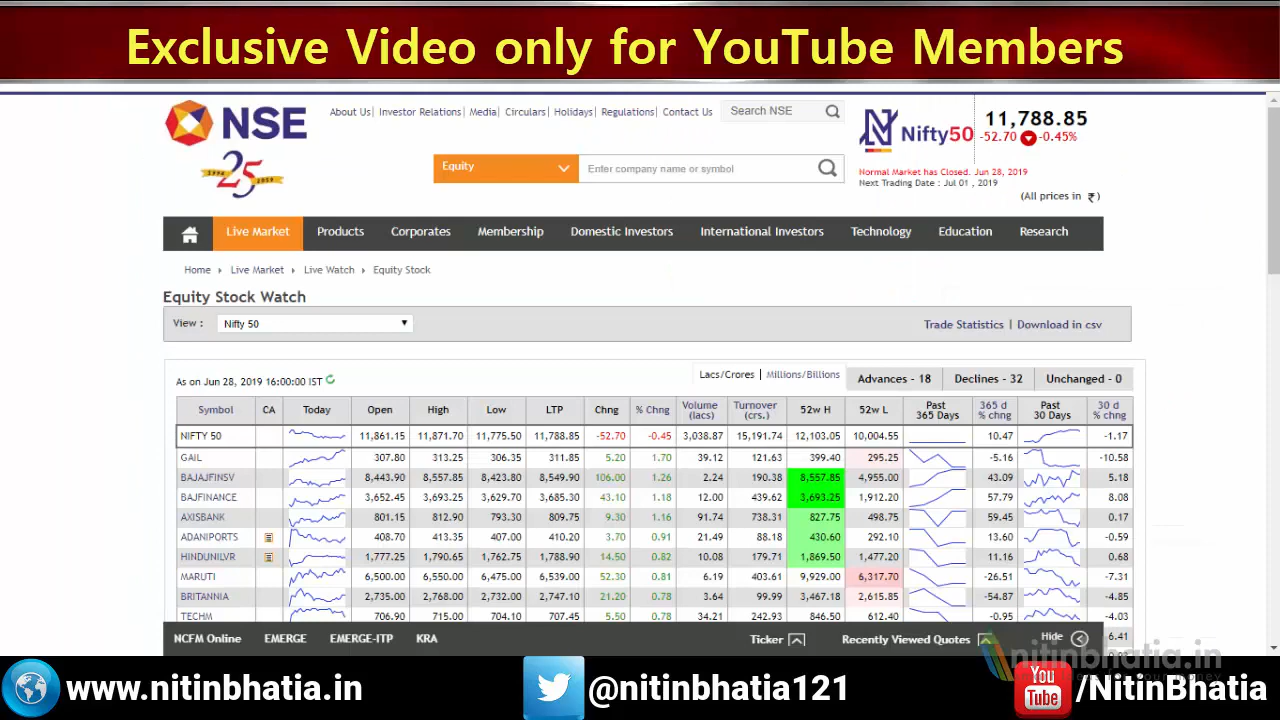 Exclusive Video only for YouTube Members
NSE
About Us| Investor Relations| Media| Circulars| Holidays| Regulations| Contact Us
Search NSE
Nifty50
11,788.85
-52.70 -0.45%
Equity
Enter company name or symbol
Normal Market has Closed. Jun 28, 2019
Next Trading Date : Jul 01 , 2019
(All prices in ₹)
25
Live Market Products Corporates Membership Domestic Investors International Investors Technology Education Research
Home Live Market Live Watch Equity Stock
Equity Stock Watch
View : Nifty 50
Trade Statistics | Download in csv
As on Jun 28, 2019 16:00:00 IST
Lacs/Crores | Millions/Billions
Advances - 18 Declines - 32 Unchanged - 0
Symbol CA Today Open High Low LTP Chng % Chng Volume (lacs) Turnover (crs.) 52w H 52w L Past 365 Days 365 d % chng Past 30 Days 30 d % chng
NIFTY 50 11,861.15 11,871.70 11,775.50 11,788.85 -52.70 -0.45 3,038.87 15,191.74 12,103.05 10,004.55 10.47 -1.17
GAIL 307.80 313.25 306.35 311.85 5.20 1.70 39.12 121.63 399.40 295.25 -5.16 -10.58
BAJAJFINSV 8,443.90 8,557.85 8,423.80 8,549.90 106.00 1.26 2.24 190.38 8,557.85 4,955.00 43.09 5.18
BAJFINANCE 3,652.45 3,693.25 3,629.70 3,685.30 43.10 1.18 12.00 439.62 3,693.25 1,912.20 57.79 8.08
AXISBANK 801.15 812.90 793.30 809.75 9.30 1.16 91.74 738.31 827.75 498.75 59.45 0.17
ADANIPORTS 408.70 413.35 407.00 410.20 3.70 0.91 21.49 88.18 430.60 292.10 13.60 -0.59
HINDUNILVR 1,777.25 1,790.65 1,762.75 1,788.90 14.50 0.82 10.08 179.71 1,869.50 1,477.20 11.16 0.68
MARUTI 6,500.00 6,550.00 6,475.00 6,539.00 52.30 0.81 6.19 403.61 9,929.00 6,317.70 -26.51 -7.31
BRITANNIA 2,735.00 2,768.00 2,732.00 2,747.10 21.20 0.78 3.64 99.99 3,467.18 2,615.85 -54.87 -4.85
TECHM 706.90 715.00 704.10 707.45 5.50 0.78 34.21 242.93 846.50 612.40 -0.95 -4.03
6.41
NCFM Online EMERGE EMERGE-ITP KRA Ticker Recently Viewed Quotes Hide
nitinbhatia.in
www.nitinbhatia.in
@nitinbhatia121
You Tube /NitinBhatia